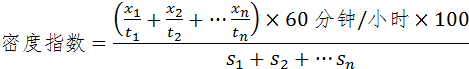 密度指数 = ((x₁/t₁ + x₂/t₂ + ⋯ xₙ/tₙ) × 60 分钟/小时 × 100) / (s₁ + s₂ + ⋯ sₙ)